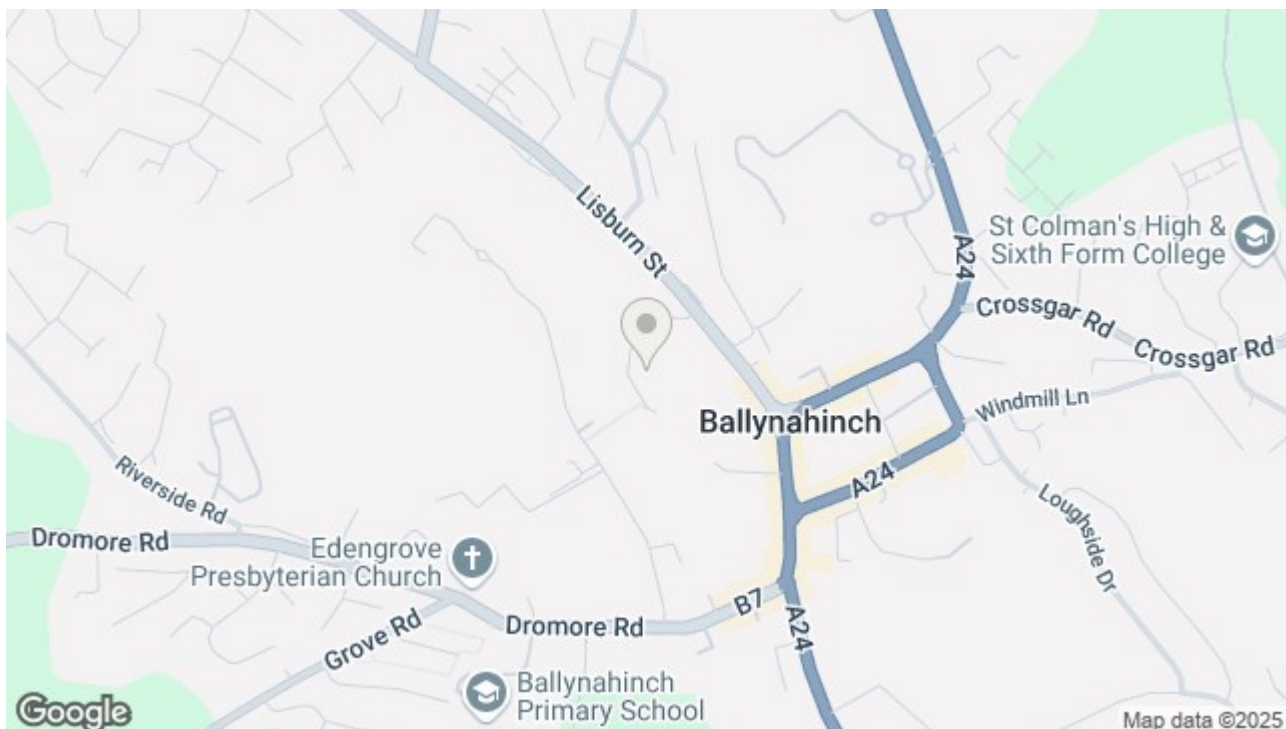 Lisburn St
A24
St Colman's High &
Sixth Form College
Crossgar Rd
Crossgar Rd
Windmill Ln
Ballynahinch
A24
Loughside Dr
Riverside Rd
Dromore Rd
Edengrove
Presbyterian Church
Grove Rd
Dromore Rd
B7
A24
Ballynahinch
Primary School
Google
Map data ©2025